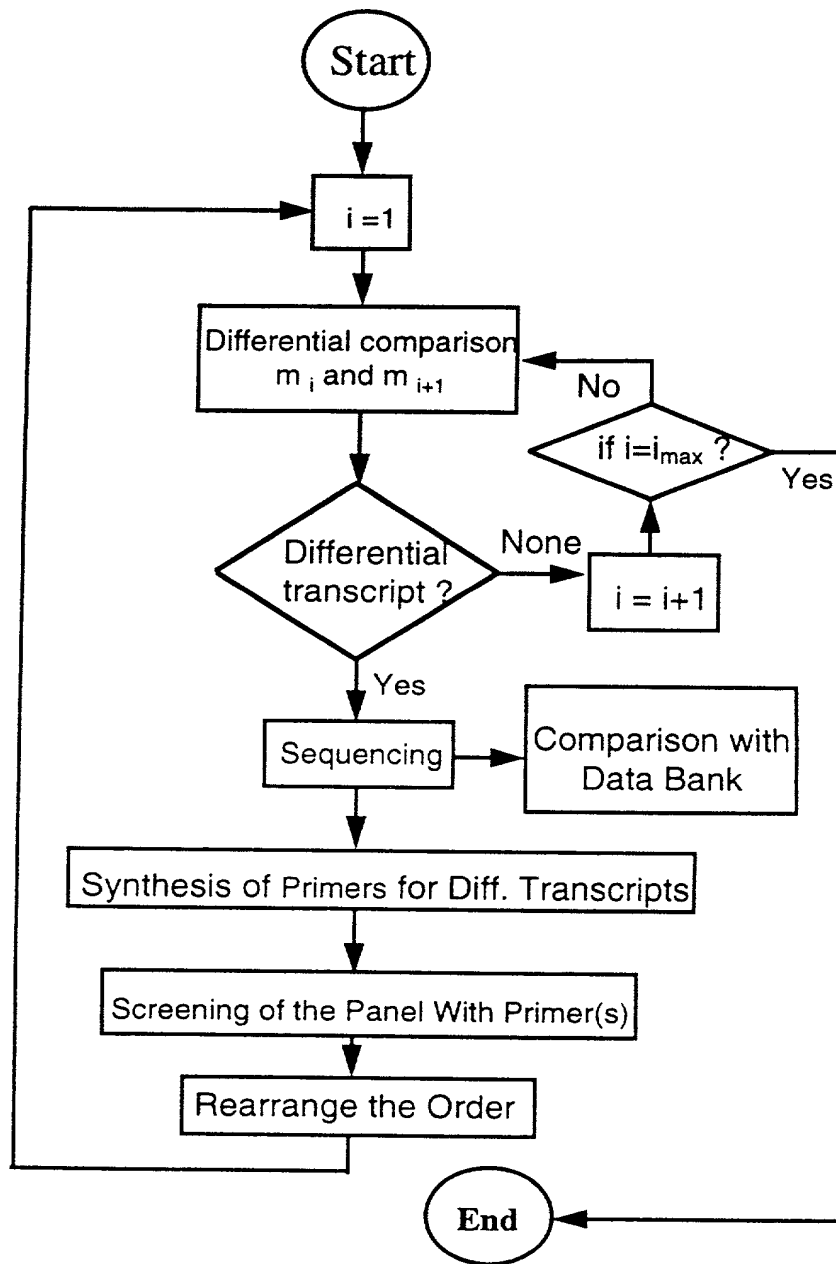 Start
i =1
Differential comparison
m i and m i+1
No
if i=imax ?
Yes
Differential
transcript ?
None
i = i+1
Yes
Sequencing
Comparison with
Data Bank
Synthesis of Primers for Diff. Transcripts
Screening of the Panel With Primer(s)
Rearrange the Order
End